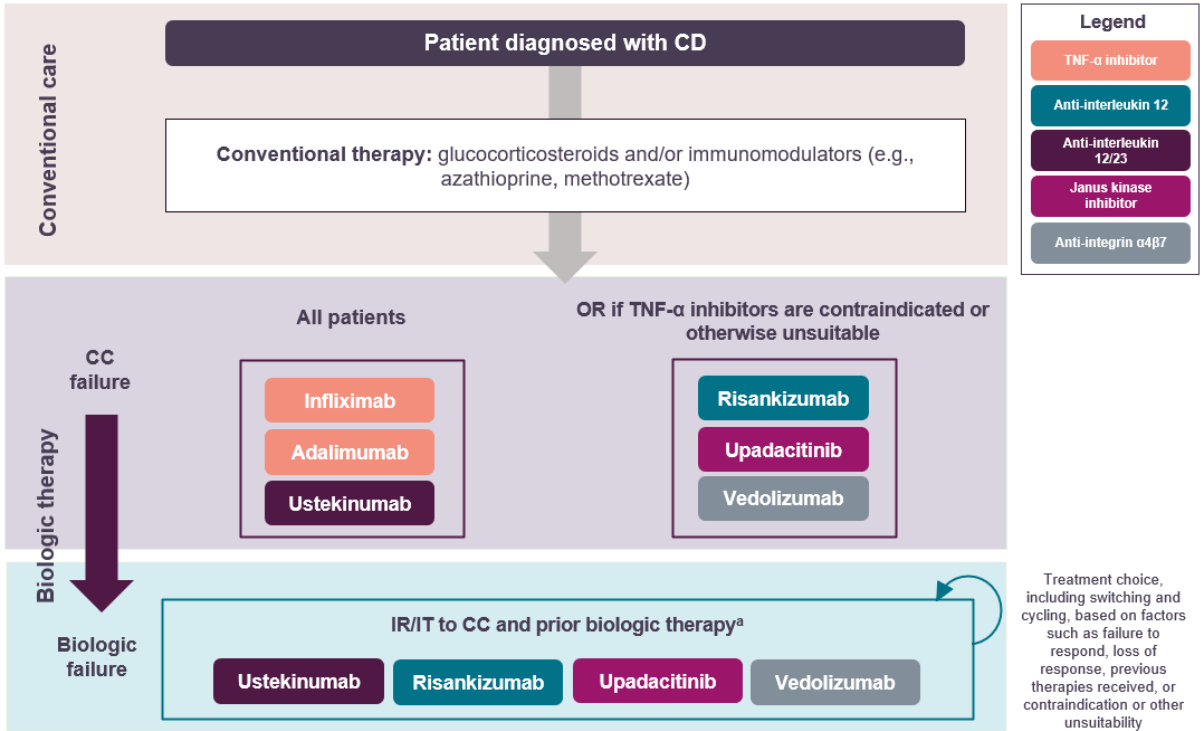 Conventional care
Patient diagnosed with CD
Conventional therapy: glucocorticosteroids and/or immunomodulators (e.g.,
azathioprine, methotrexate)
Legend
TNF-α inhibitor
Anti-interleukin 12
Anti-interleukin
12/23
Janus kinase
inhibitor
Anti-integrin α4β7
Biologic therapy
CC
failure
All patients
Infliximab
Adalimumab
Ustekinumab
OR if TNF-α inhibitors are contraindicated or
otherwise unsuitable
Risankizumab
Upadacitinib
Vedolizumab
Biologic
failure
IR/IT to CC and prior biologic therapyᵃ
Ustekinumab
Risankizumab
Upadacitinib
Vedolizumab
Treatment choice,
including switching and
cycling, based on factors
such as failure to
respond, loss of
response, previous
therapies received, or
contraindication or other
unsuitability